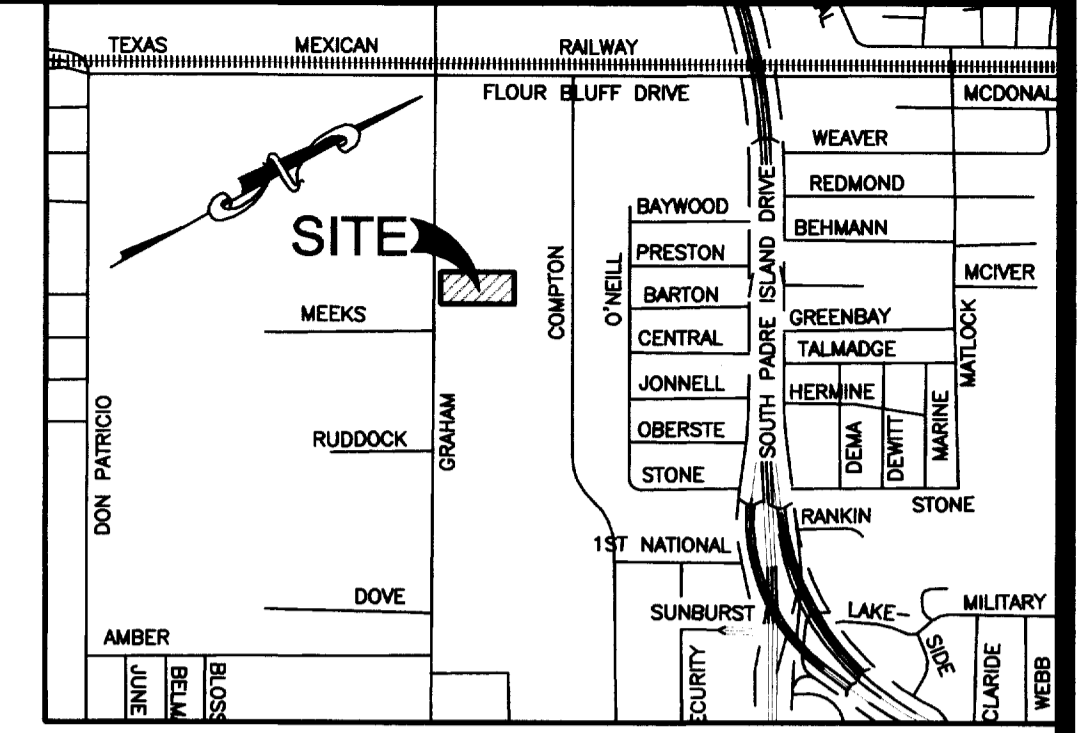 TEXAS MEXICAN RAILWAY
FLOUR BLUFF DRIVE
MCDONAL
WEAVER
REDMOND
BAYWOOD
BEHMANN
SITE
PRESTON
MCIVER
BARTON
MEEKS
GREENBAY
CENTRAL
TALMADGE
COMPTON
O'NEILL
SOUTH PADRE ISLAND DRIVE
MATLOCK
JONNELL
HERMINE
DON PATRICIO
GRAHAM
RUDDOCK
OBERSTE
DEMA
DEWITT
MARINE
STONE
STONE
RANKIN
1ST NATIONAL
DOVE
SUNBURST
LAKE-
SIDE
MILITARY
AMBER
JUNE
BELM
BLOSS
ECURITY
CLARIDE
WEBB
N